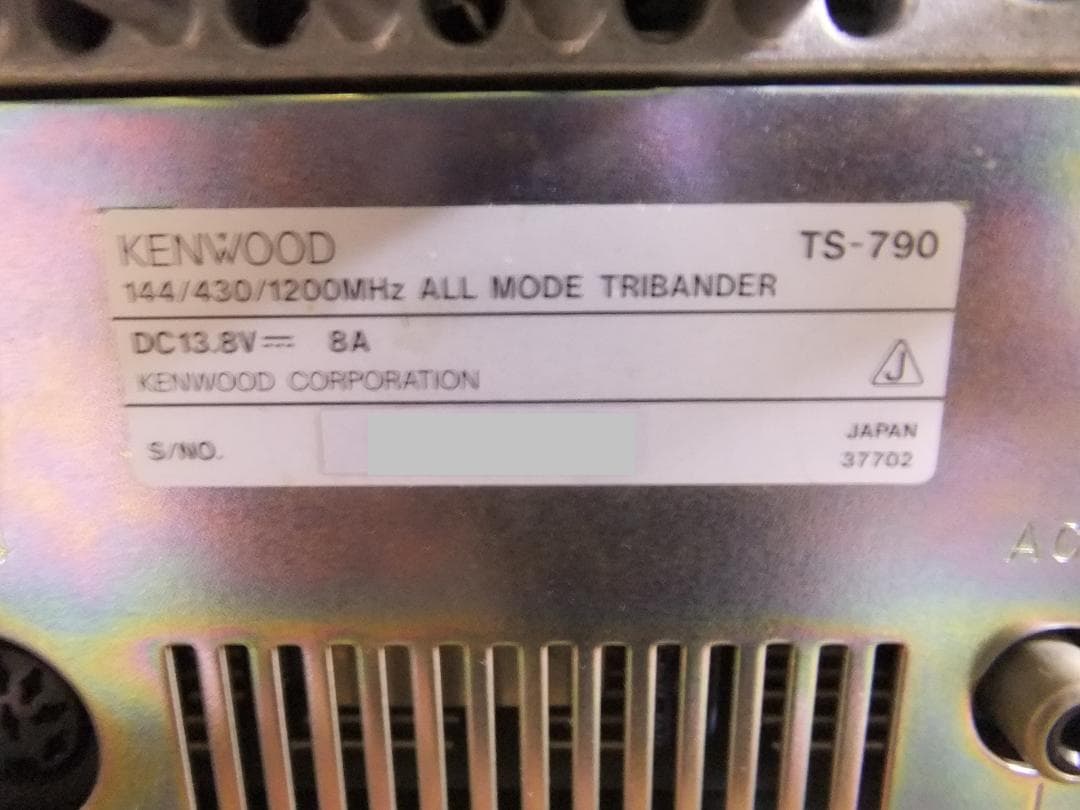 KENWOOD TS-790
144/430/1200MHz ALL MODE TRIBANDER
DC13.8V⎓ 8A
KENWOOD CORPORATION
J
S/NO.
JAPAN
37702